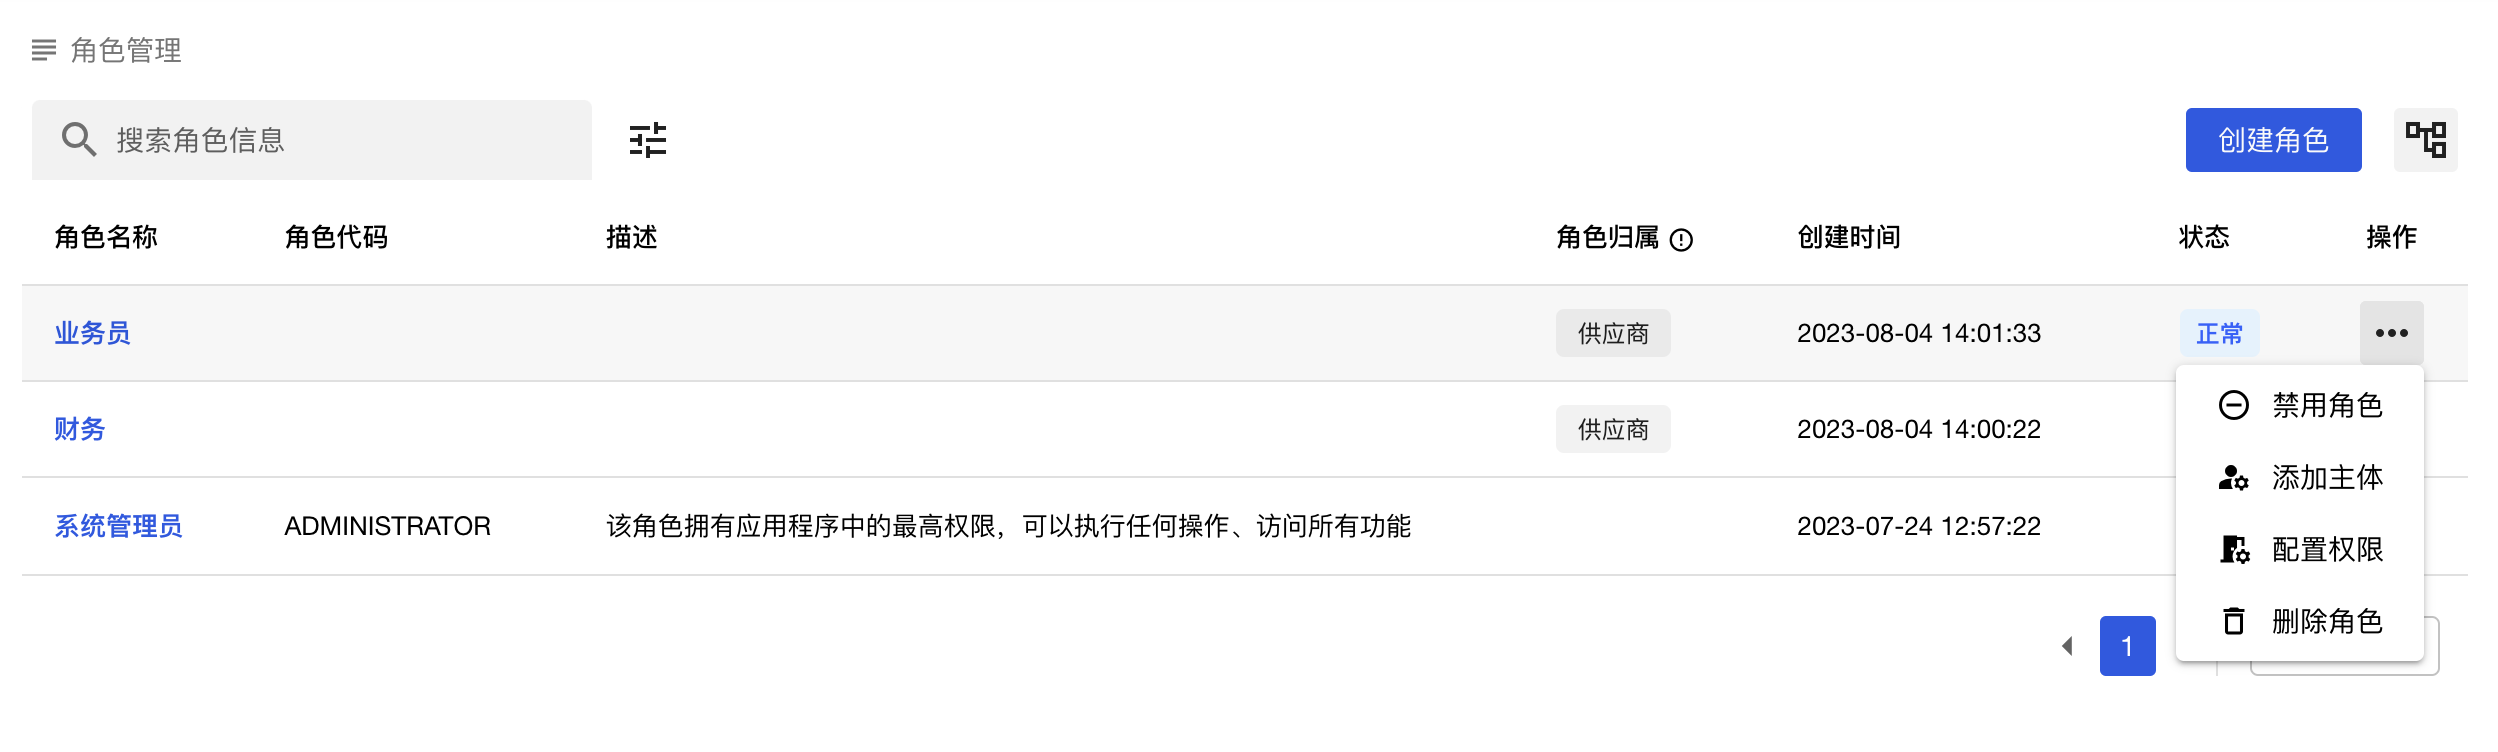 角色管理
搜索角色信息
创建角色
角色名称 角色代码 描述 角色归属 创建时间 状态 操作
业务员 供应商 2023-08-04 14:01:33 正常
禁用角色
财务 供应商 2023-08-04 14:00:22
添加主体
系统管理员 ADMINISTRATOR 该角色拥有应用程序中的最高权限，可以执行任何操作、访问所有功能 2023-07-24 12:57:22
配置权限
删除角色
1